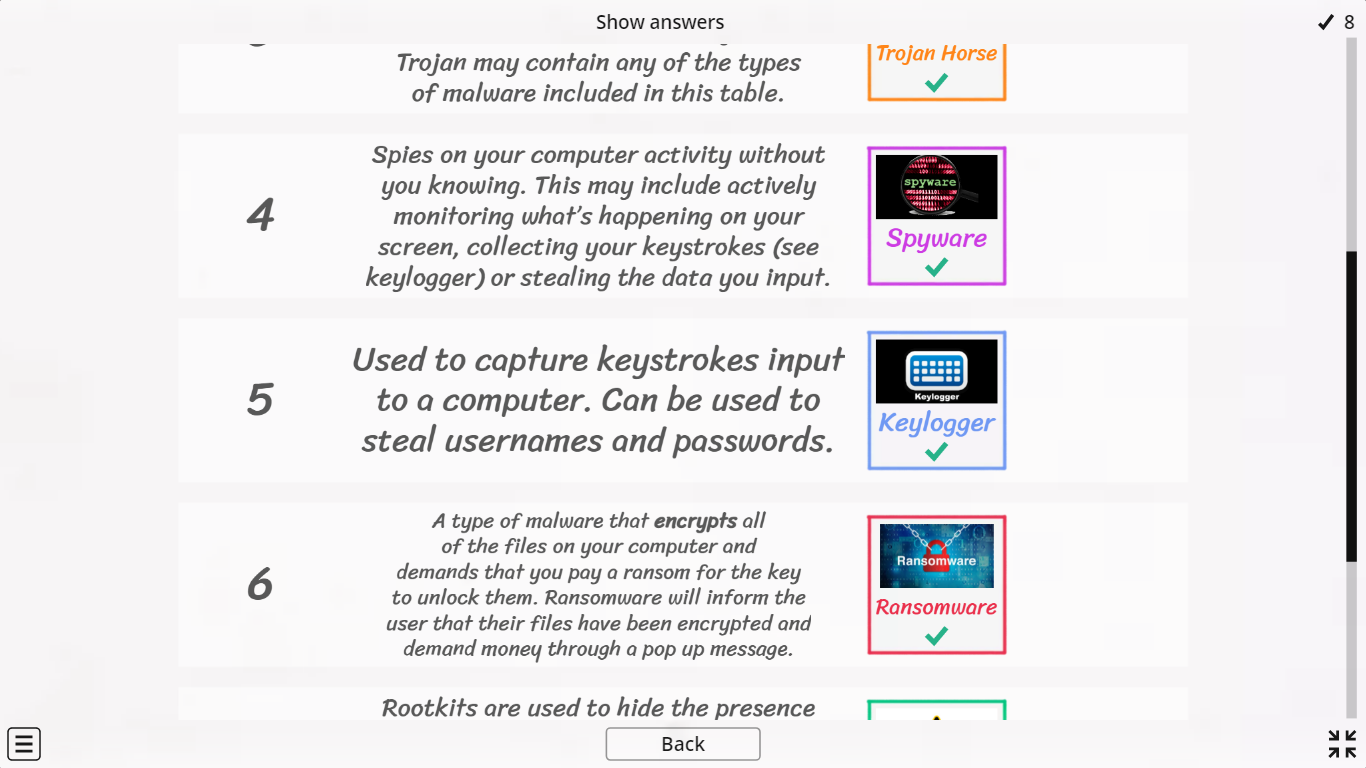 Show answers
8
Trojan may contain any of the types
of malware included in this table.
Trojan Horse
4
Spies on your computer activity without
you knowing. This may include actively
monitoring what's happening on your
screen, collecting your keystrokes (see
keylogger) or stealing the data you input.
spyware
Spyware
5
Used to capture keystrokes input
to a computer. Can be used to
steal usernames and passwords.
Keylogger
Keylogger
6
A type of malware that encrypts all
of the files on your computer and
demands that you pay a ransom for the key
to unlock them. Ransomware will inform the
user that their files have been encrypted and
demand money through a pop up message.
Ransomware
Ransomware
Rootkits are used to hide the presence
Back